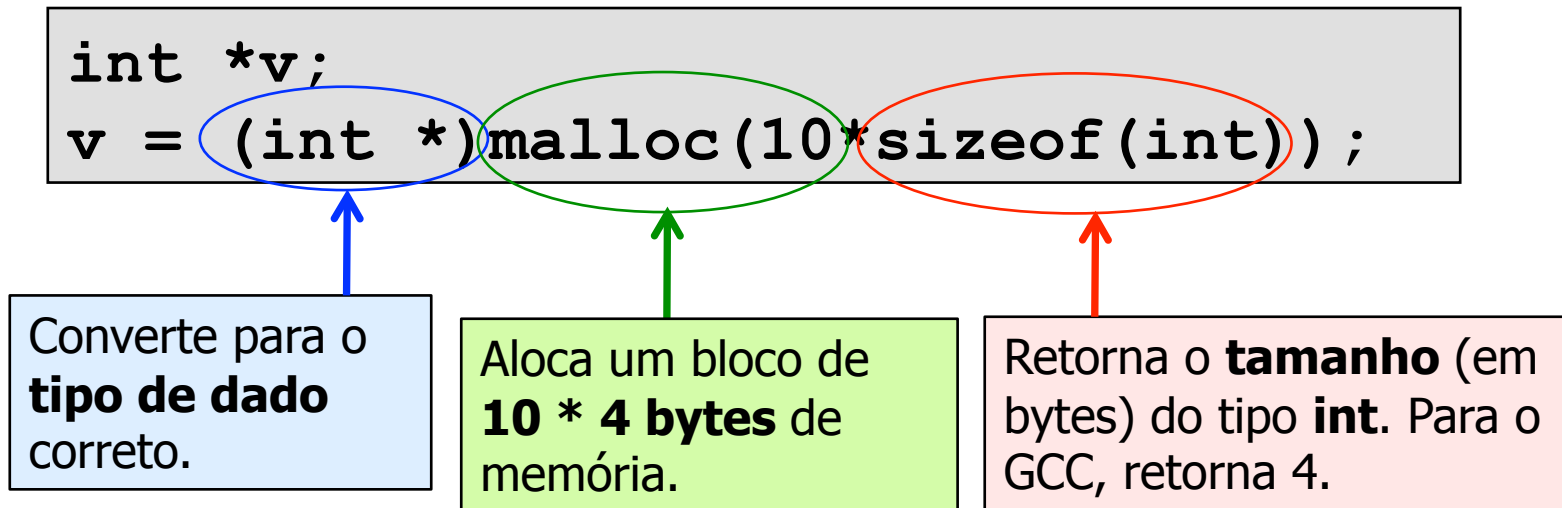 int *v;
v = (int *)malloc(10*sizeof(int));
Converte para o
tipo de dado
correto.
Aloca um bloco de
10 * 4 bytes de
memória.
Retorna o tamanho (em
bytes) do tipo int. Para o
GCC, retorna 4.